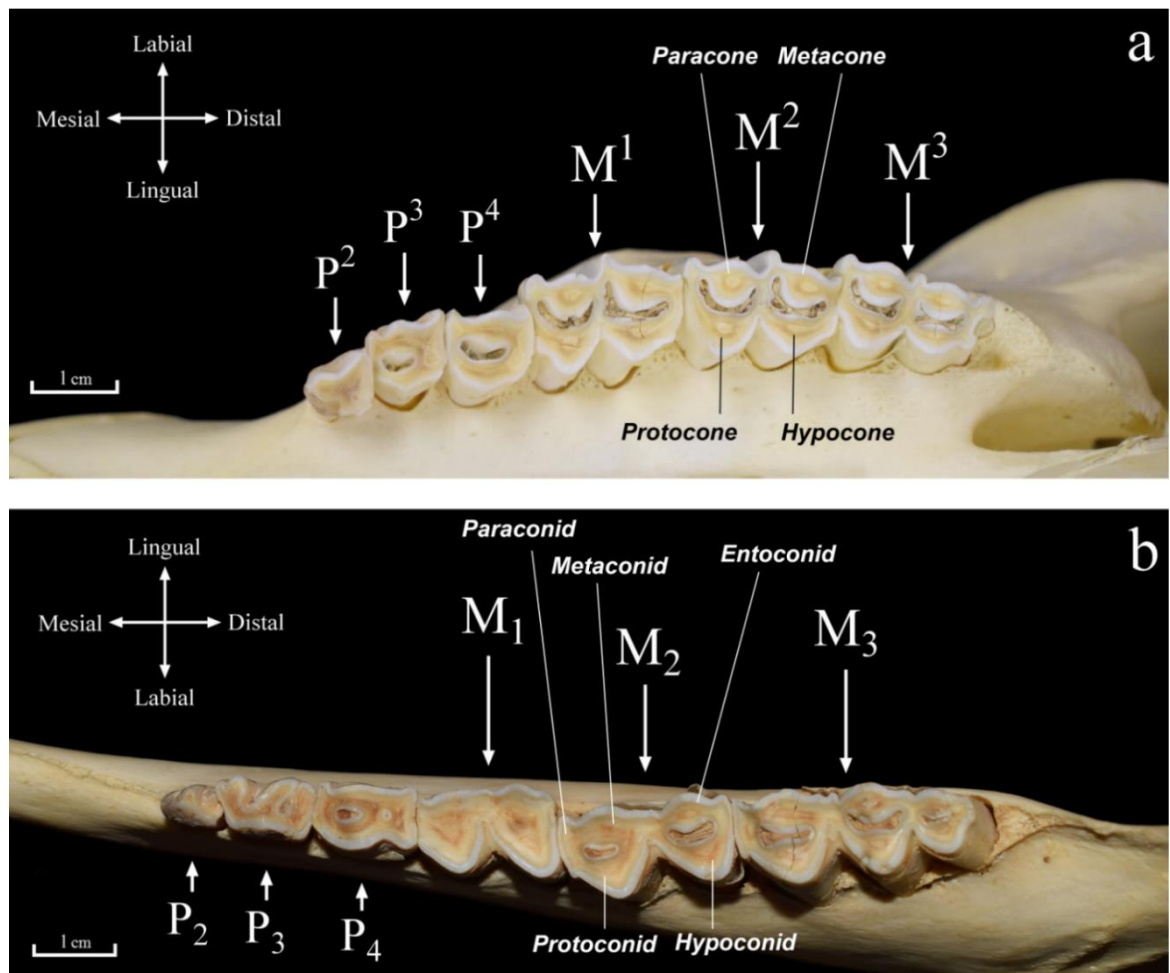 a
Labial
Mesial Distal
Lingual
Paracone Metacone
M²
M¹
M³
P³ P⁴
P²
1 cm
Protocone Hypocone
b
Lingual
Mesial Distal
Labial
Paraconid
Metaconid
Entoconid
M₁
M₂
M₃
P₂ P₃ P₄
1 cm
Protoconid Hypoconid